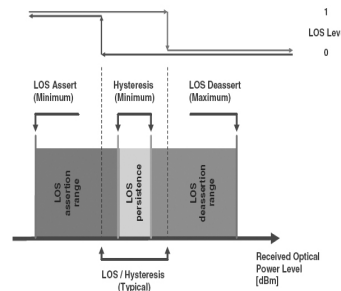 1
LOS Lev
0
LOS Assert
(Minimum)
Hysteresis
(Minimum)
LOS Deassert
(Maximum)
LOS
assertion
range
LOS
persistence
LOS
deassertion
range
Received Optical
Power Level
[dBm]
LOS / Hysteresis
(Typical)